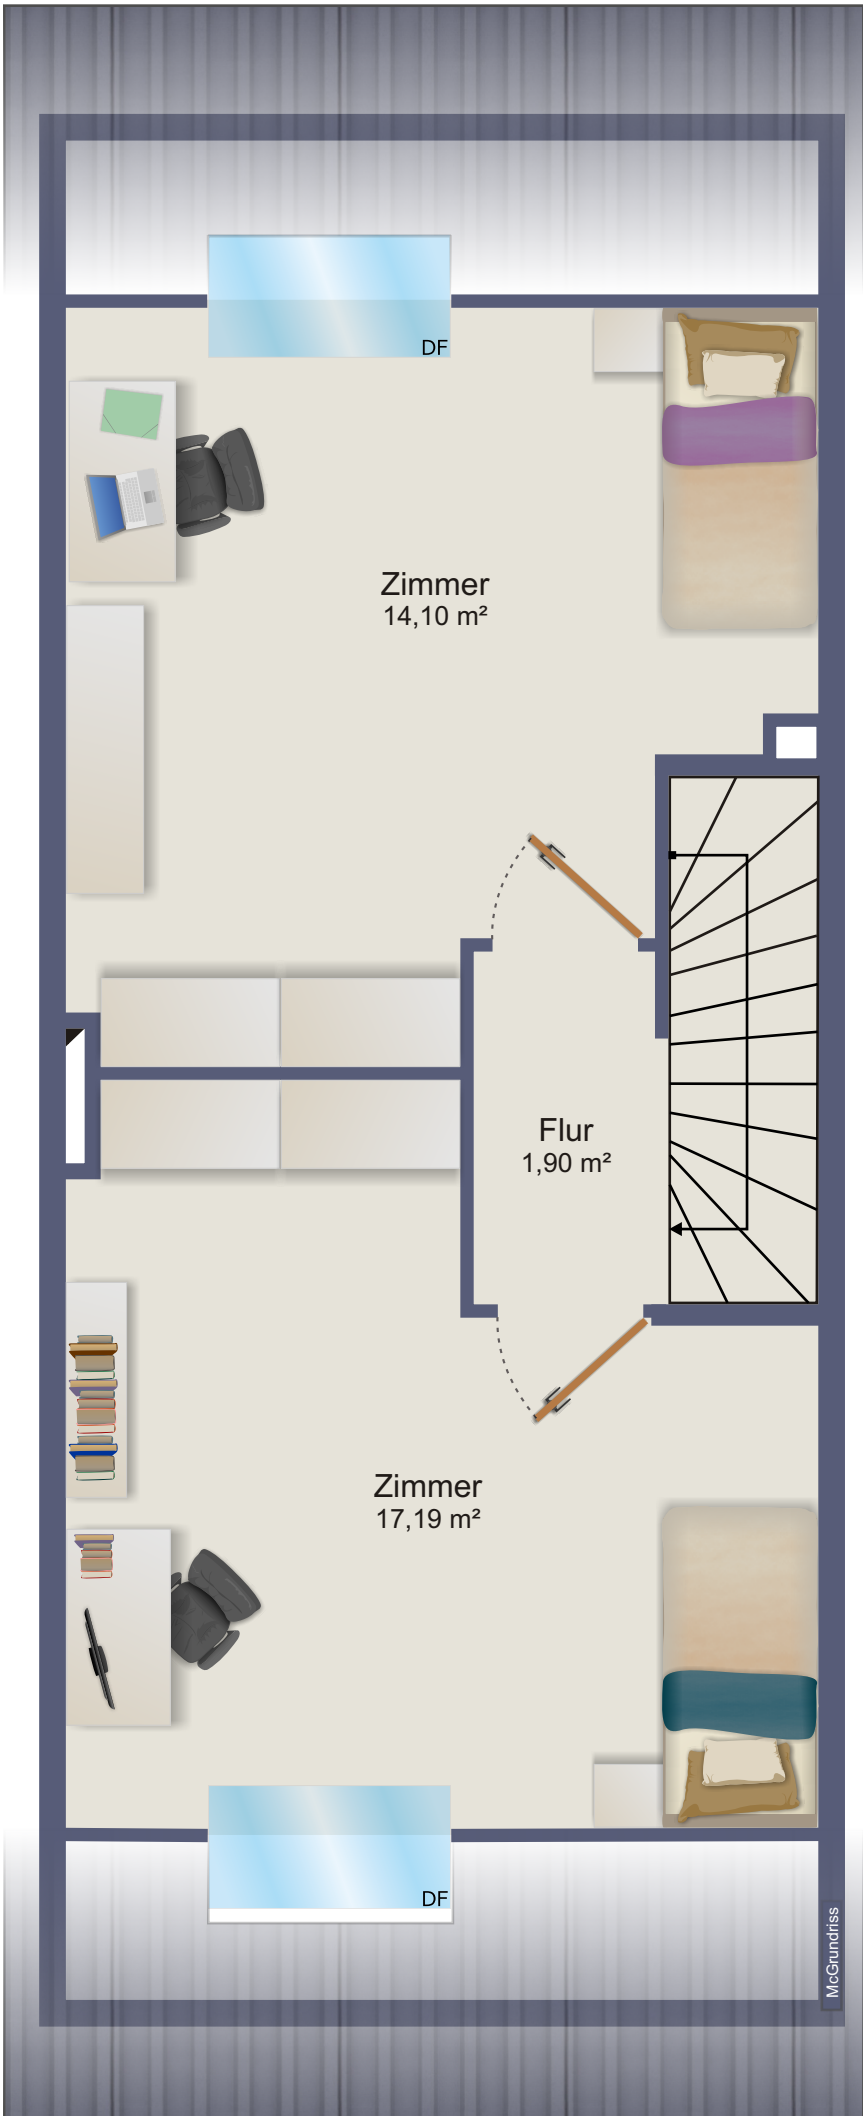 DF
Zimmer
14,10 m²
Flur
1,90 m²
Zimmer
17,19 m²
DF
McGrundriss